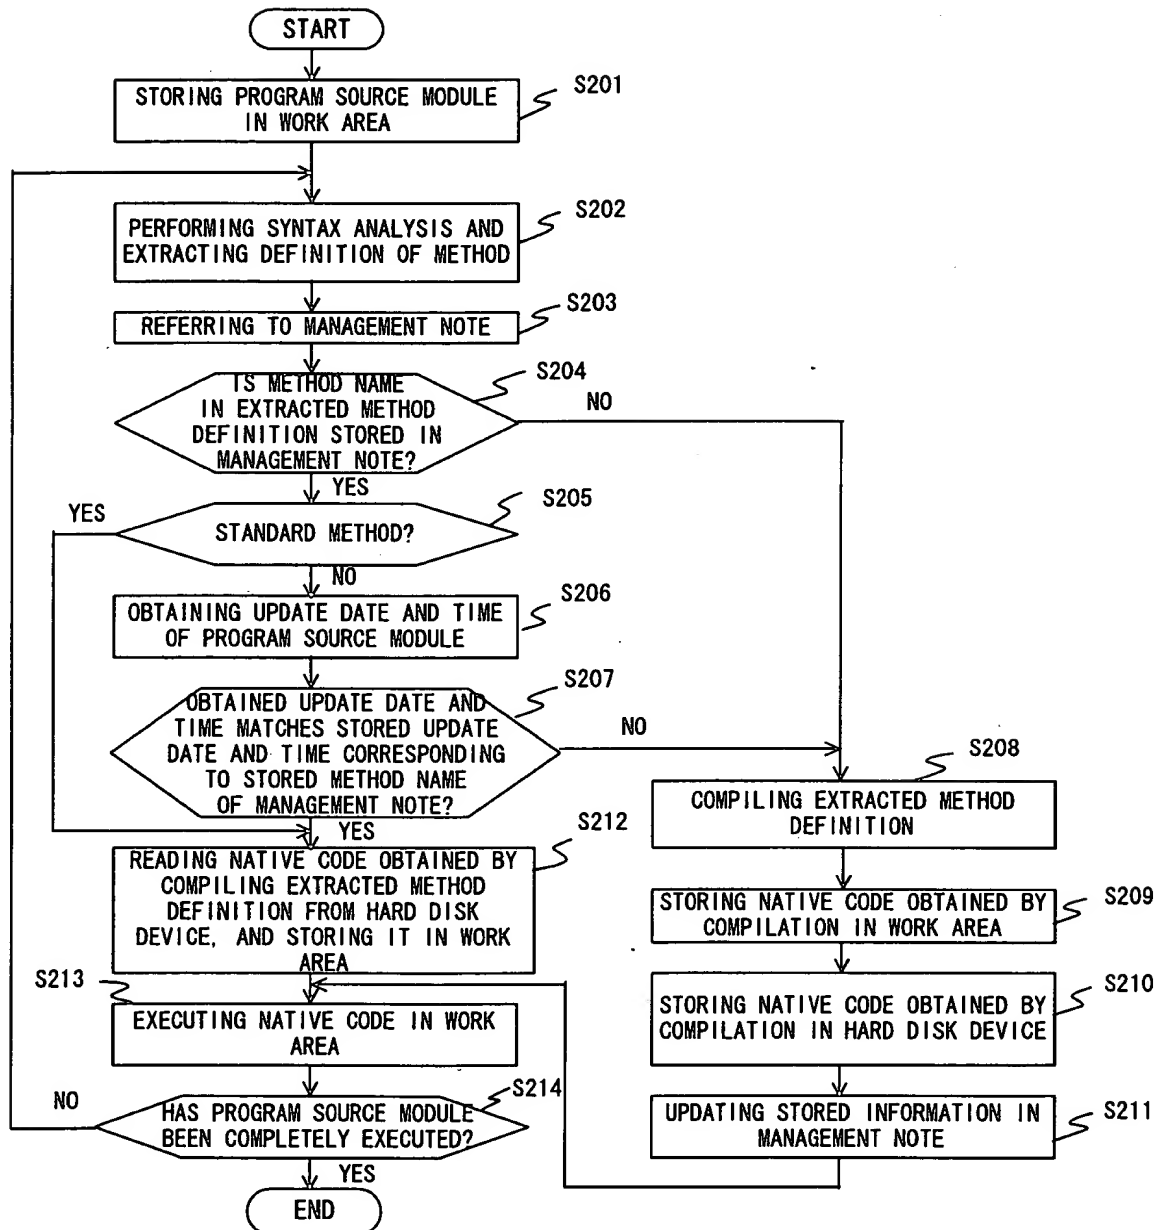 START
STORING PROGRAM SOURCE MODULE
IN WORK AREA
S201
PERFORMING SYNTAX ANALYSIS AND
EXTRACTING DEFINITION OF METHOD
S202
REFERRING TO MANAGEMENT NOTE
S203
IS METHOD NAME
IN EXTRACTED METHOD
DEFINITION STORED IN
MANAGEMENT NOTE?
S204
NO
YES
STANDARD METHOD?
S205
YES
NO
OBTAINING UPDATE DATE AND TIME
OF PROGRAM SOURCE MODULE
S206
OBTAINED UPDATE DATE AND
TIME MATCHES STORED UPDATE
DATE AND TIME CORRESPONDING
TO STORED METHOD NAME
OF MANAGEMENT NOTE?
S207
NO
YES
COMPILING EXTRACTED METHOD
DEFINITION
S208
STORING NATIVE CODE OBTAINED BY
COMPILATION IN WORK AREA
S209
STORING NATIVE CODE OBTAINED BY
COMPILATION IN HARD DISK DEVICE
S210
UPDATING STORED INFORMATION IN
MANAGEMENT NOTE
S211
READING NATIVE CODE OBTAINED BY
COMPILING EXTRACTED METHOD
DEFINITION FROM HARD DISK
DEVICE, AND STORING IT IN WORK
AREA
S212
EXECUTING NATIVE CODE IN WORK
AREA
S213
HAS PROGRAM SOURCE MODULE
BEEN COMPLETELY EXECUTED?
S214
NO
YES
END